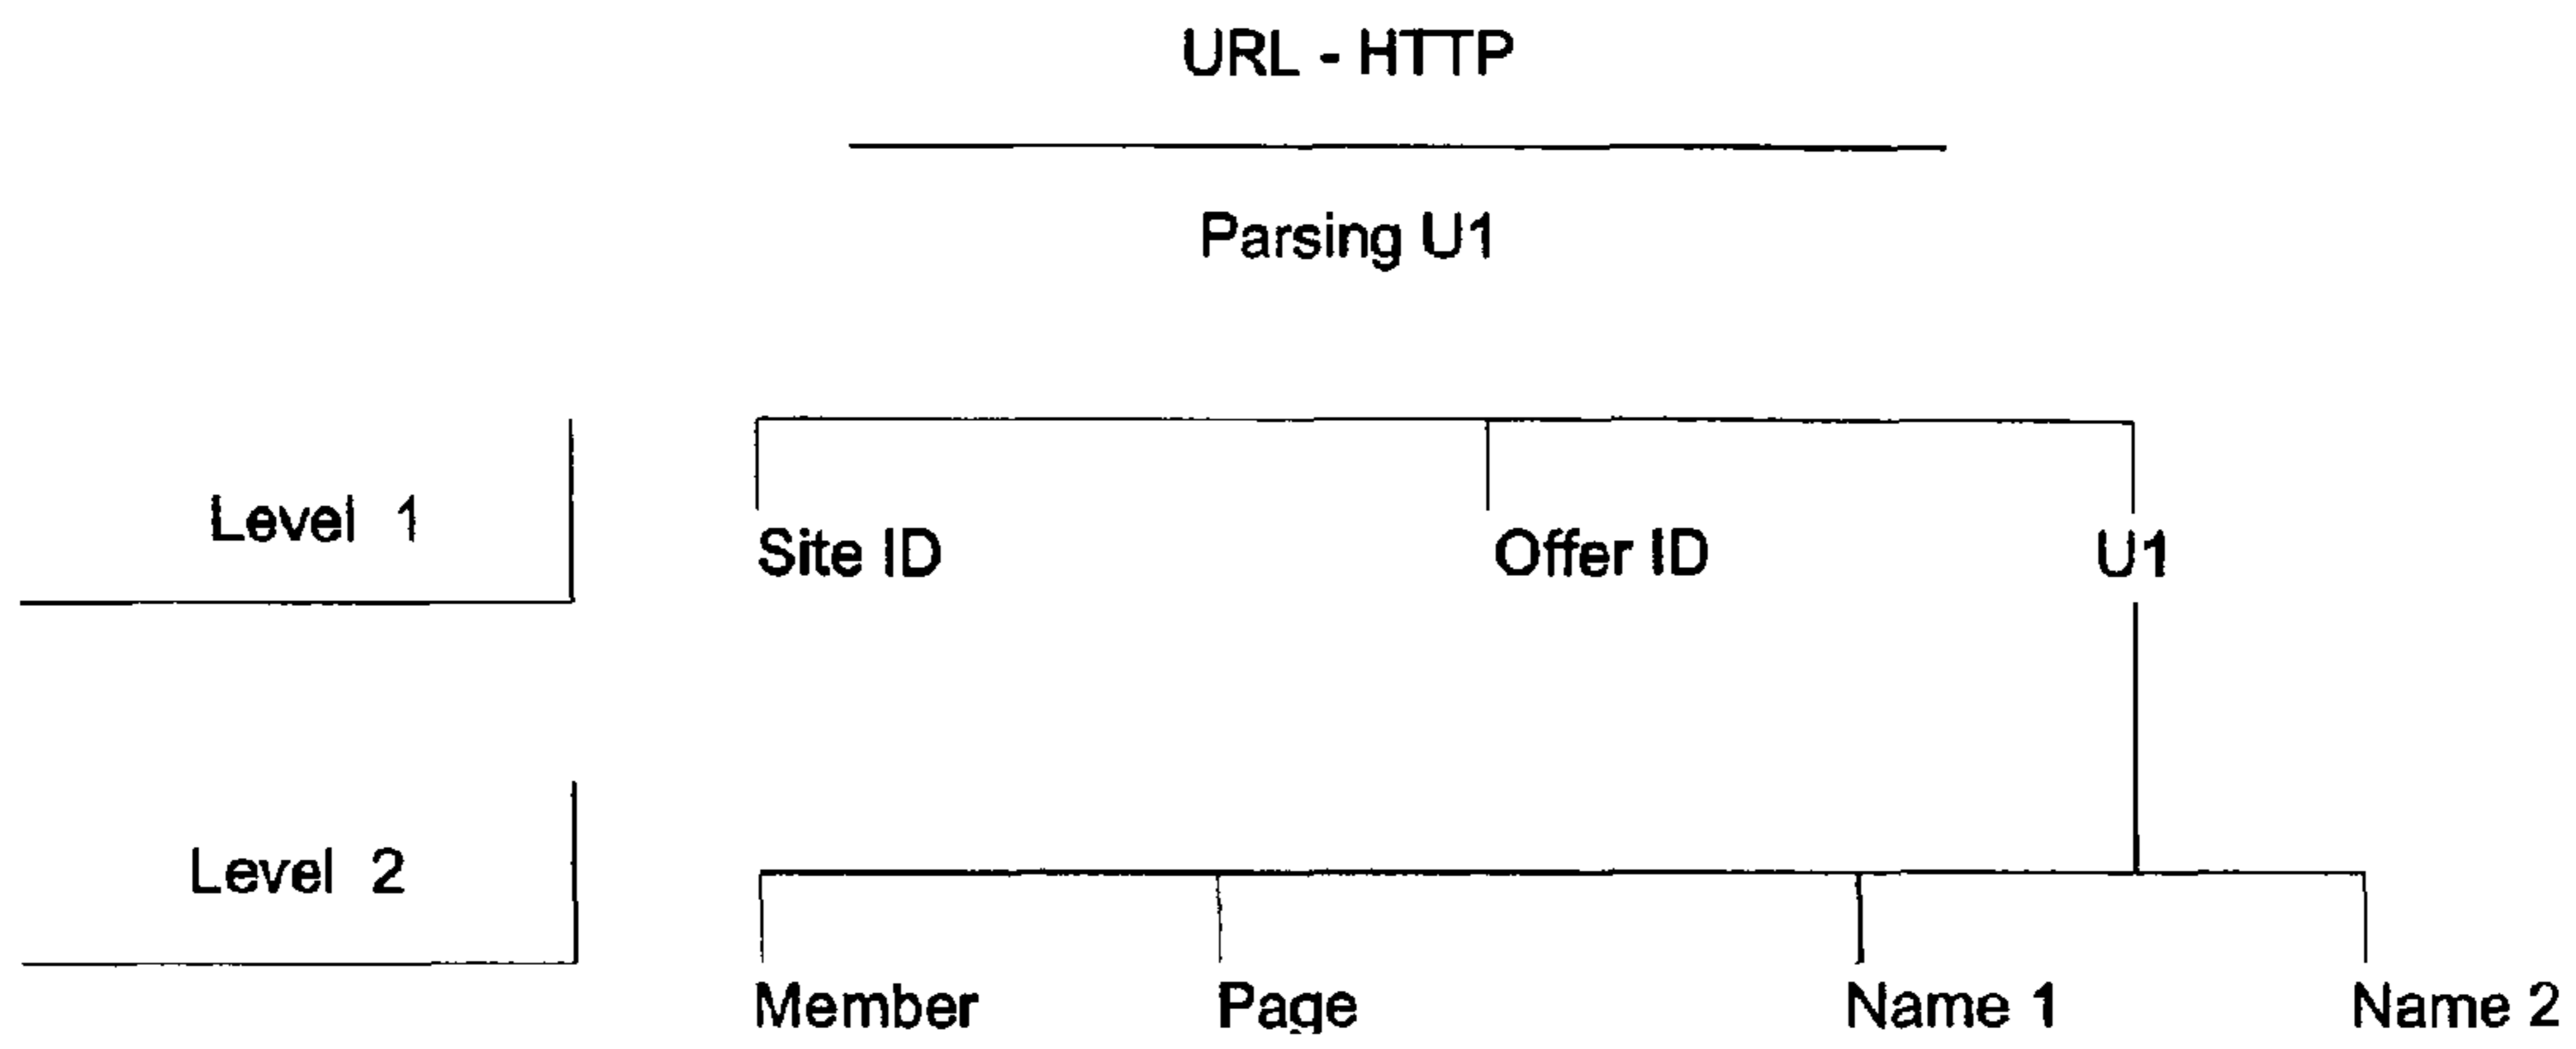 URL - HTTP
Parsing U1
Level 1
Site ID Offer ID U1
Level 2
Member Page Name 1 Name 2